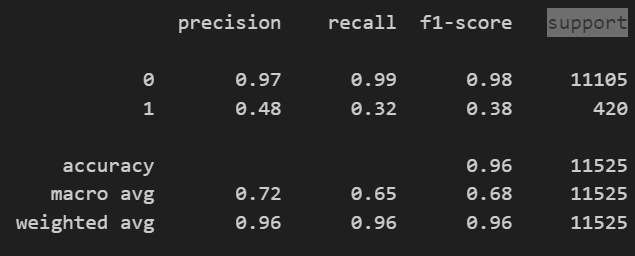 precision recall f1-score support
0 0.97 0.99 0.98 11105
1 0.48 0.32 0.38 420
accuracy 0.96 11525
macro avg 0.72 0.65 0.68 11525
weighted avg 0.96 0.96 0.96 11525